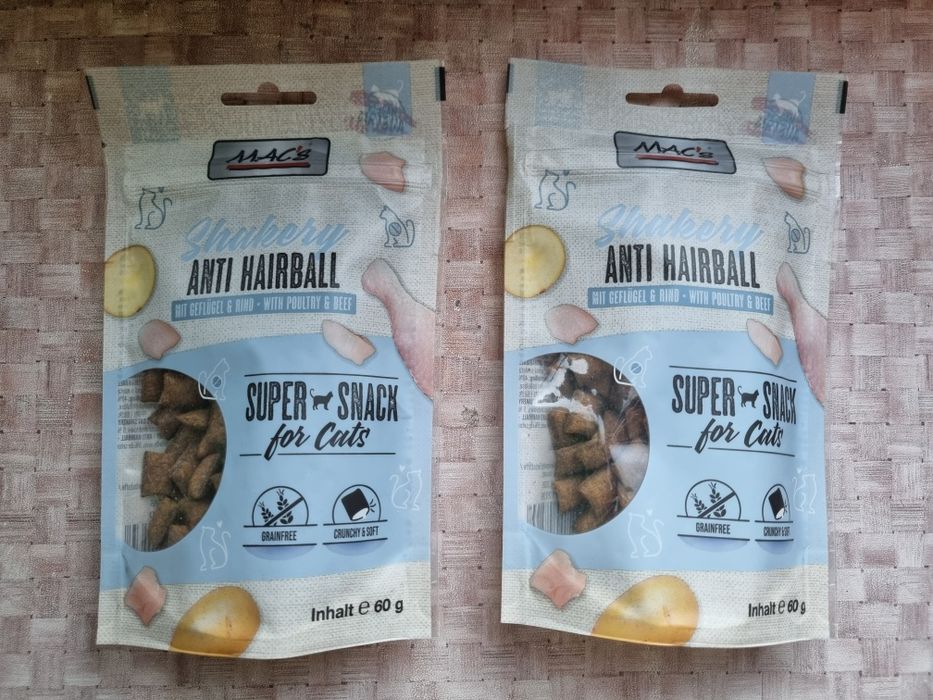 MAC's
Shakery
ANTI HAIRBALL
MIT GEFLÜGEL & RIND - WITH POULTRY & BEEF
SUPER SNACK
for Cats
GRAINFREE
CRUNCHY & SOFT
Inhalt ℮ 60 g
MAC's
Shakery
ANTI HAIRBALL
MIT GEFLÜGEL & RIND - WITH POULTRY & BEEF
SUPER SNACK
for Cats
GRAINFREE
CRUNCHY & SOFT
Inhalt ℮ 60 g